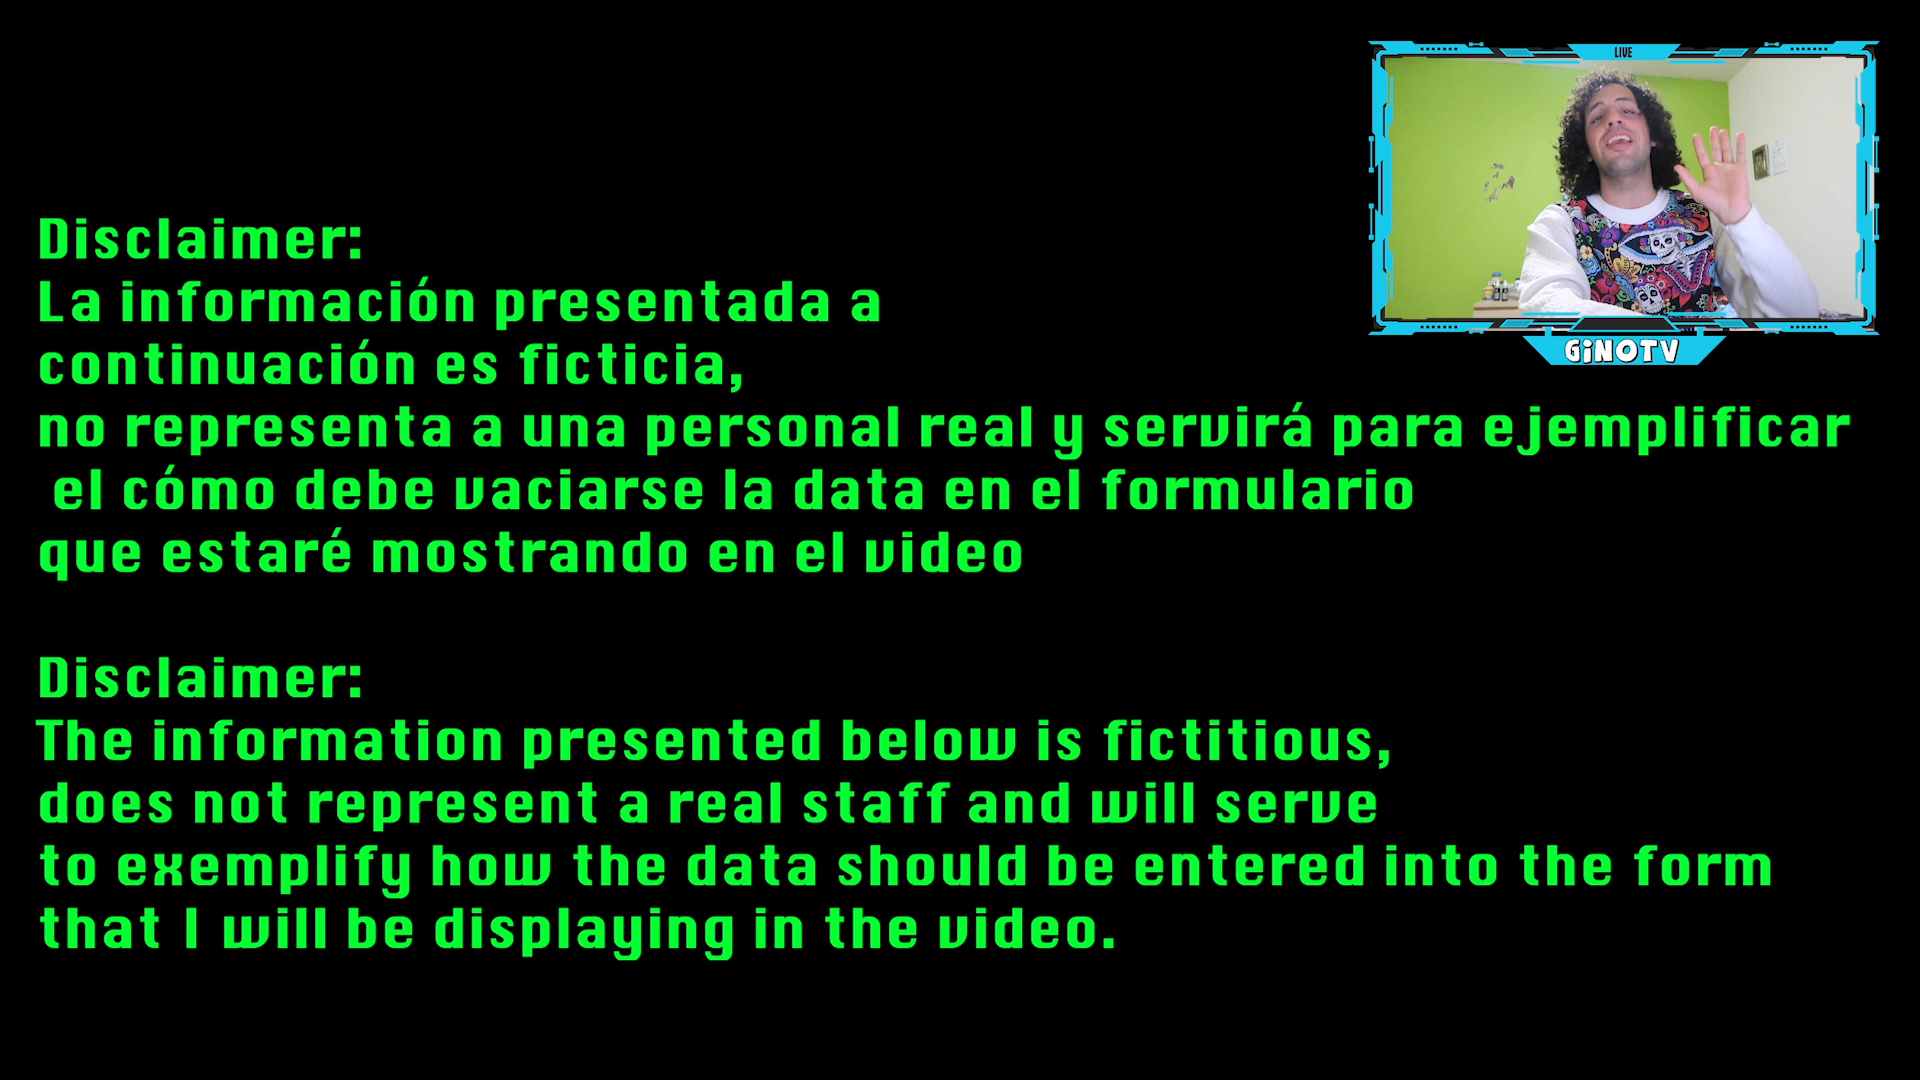 LIVE
GiNOTV
Disclaimer:
La información presentada a
continuación es ficticia,
no representa a una personal real y servirá para ejemplificar
el cómo debe vaciarse la data en el formulario
que estaré mostrando en el video
Disclaimer:
The information presented below is fictitious,
does not represent a real staff and will serve
to exemplify how the data should be entered into the form
that I will be displaying in the video.